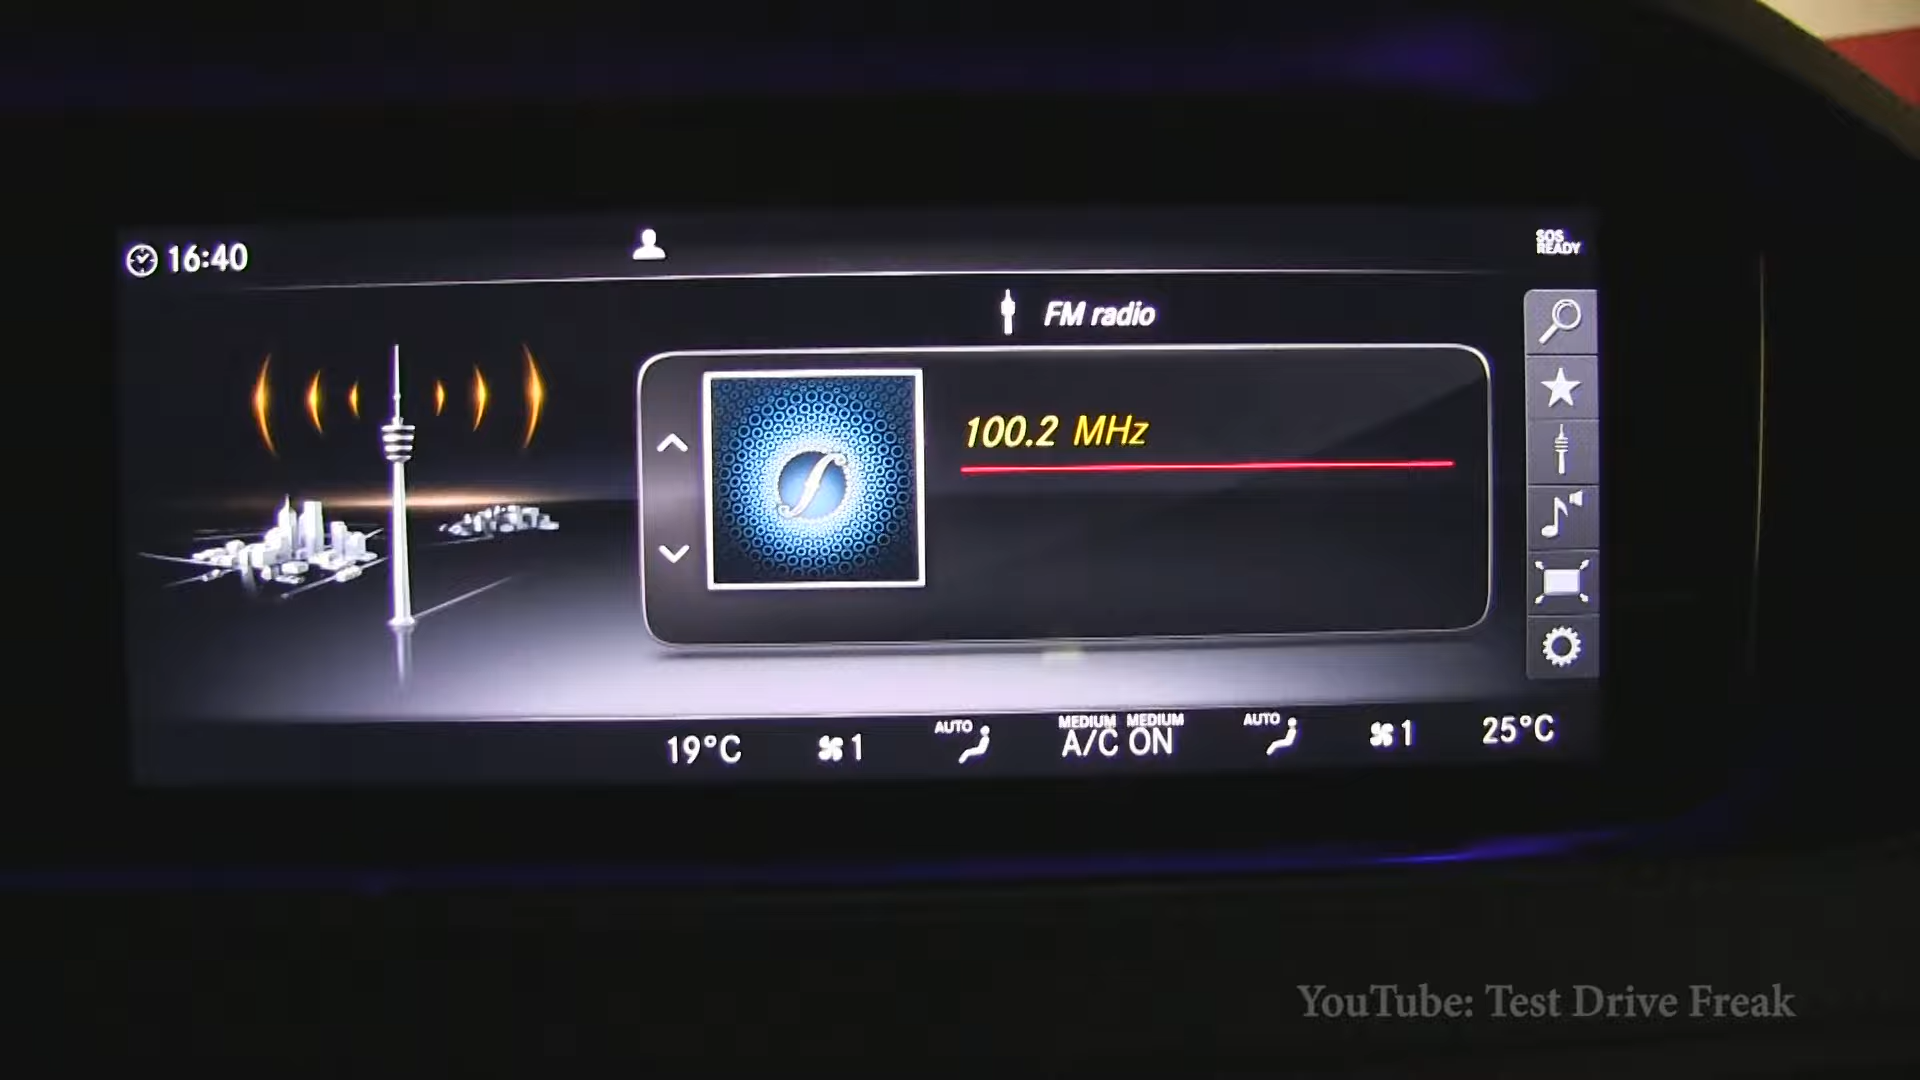 16:40
SOS
READY
FM radio
100.2 MHz
19°C
1
AUTO
MEDIUM MEDIUM
A/C ON
AUTO
1
25°C
YouTube: Test Drive Freak